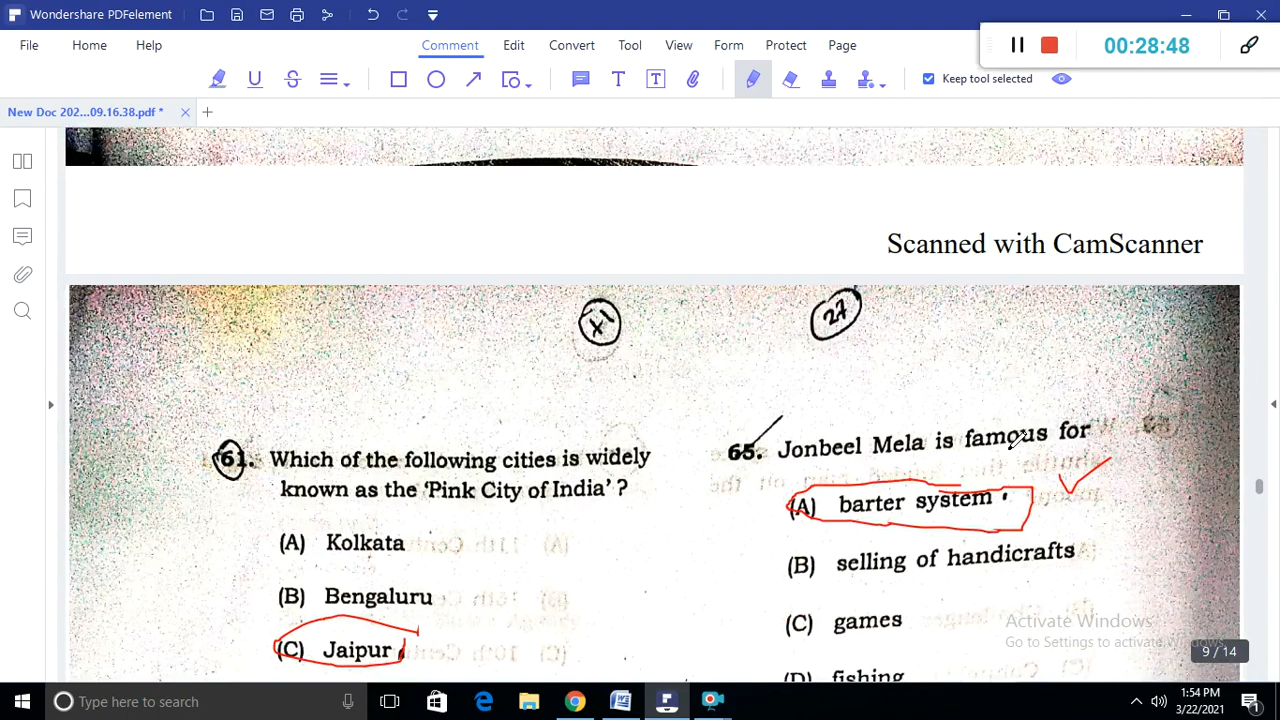 Wondershare PDFelement
File Home Help Comment Edit Convert Tool View Form Protect Page
00:28:48
Keep tool selected
New Doc 202...09.16.38.pdf *
Scanned with CamScanner
XI
27
61. Which of the following cities is widely
known as the 'Pink City of India' ?
(A) Kolkata
(B) Bengaluru
(C) Jaipur
65. Jonbeel Mela is famous for
(A) barter system
(B) selling of handicrafts
(C) games
(D) fishing
Activate Windows
Go to Settings to activate Windows.
9 / 14
Type here to search
1:54 PM
3/22/2021